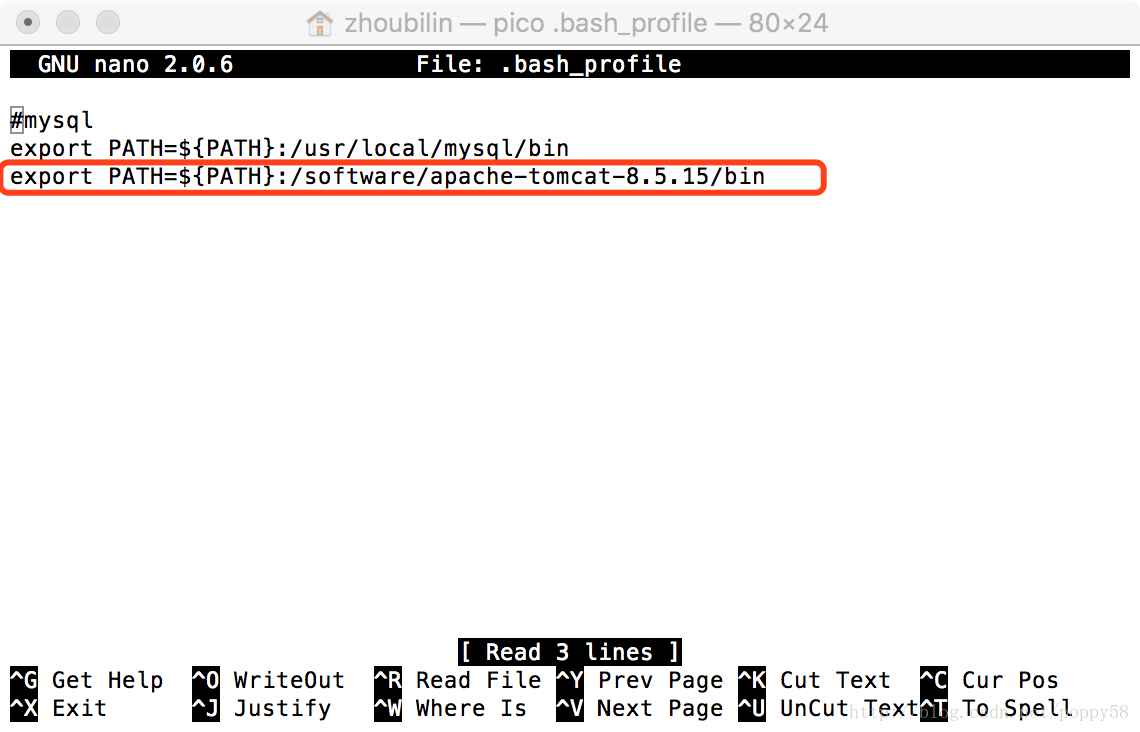 zhoubilin — pico .bash_profile — 80×24
GNU nano 2.0.6 File: .bash_profile
#mysql
export PATH=${PATH}:/usr/local/mysql/bin
export PATH=${PATH}:/software/apache-tomcat-8.5.15/bin
[ Read 3 lines ]
^G Get Help ^O WriteOut ^R Read File ^Y Prev Page ^K Cut Text ^C Cur Pos
^X Exit ^J Justify ^W Where Is ^V Next Page ^U UnCut Text ^T To Spell
http://blog.csdn.net/poppy58